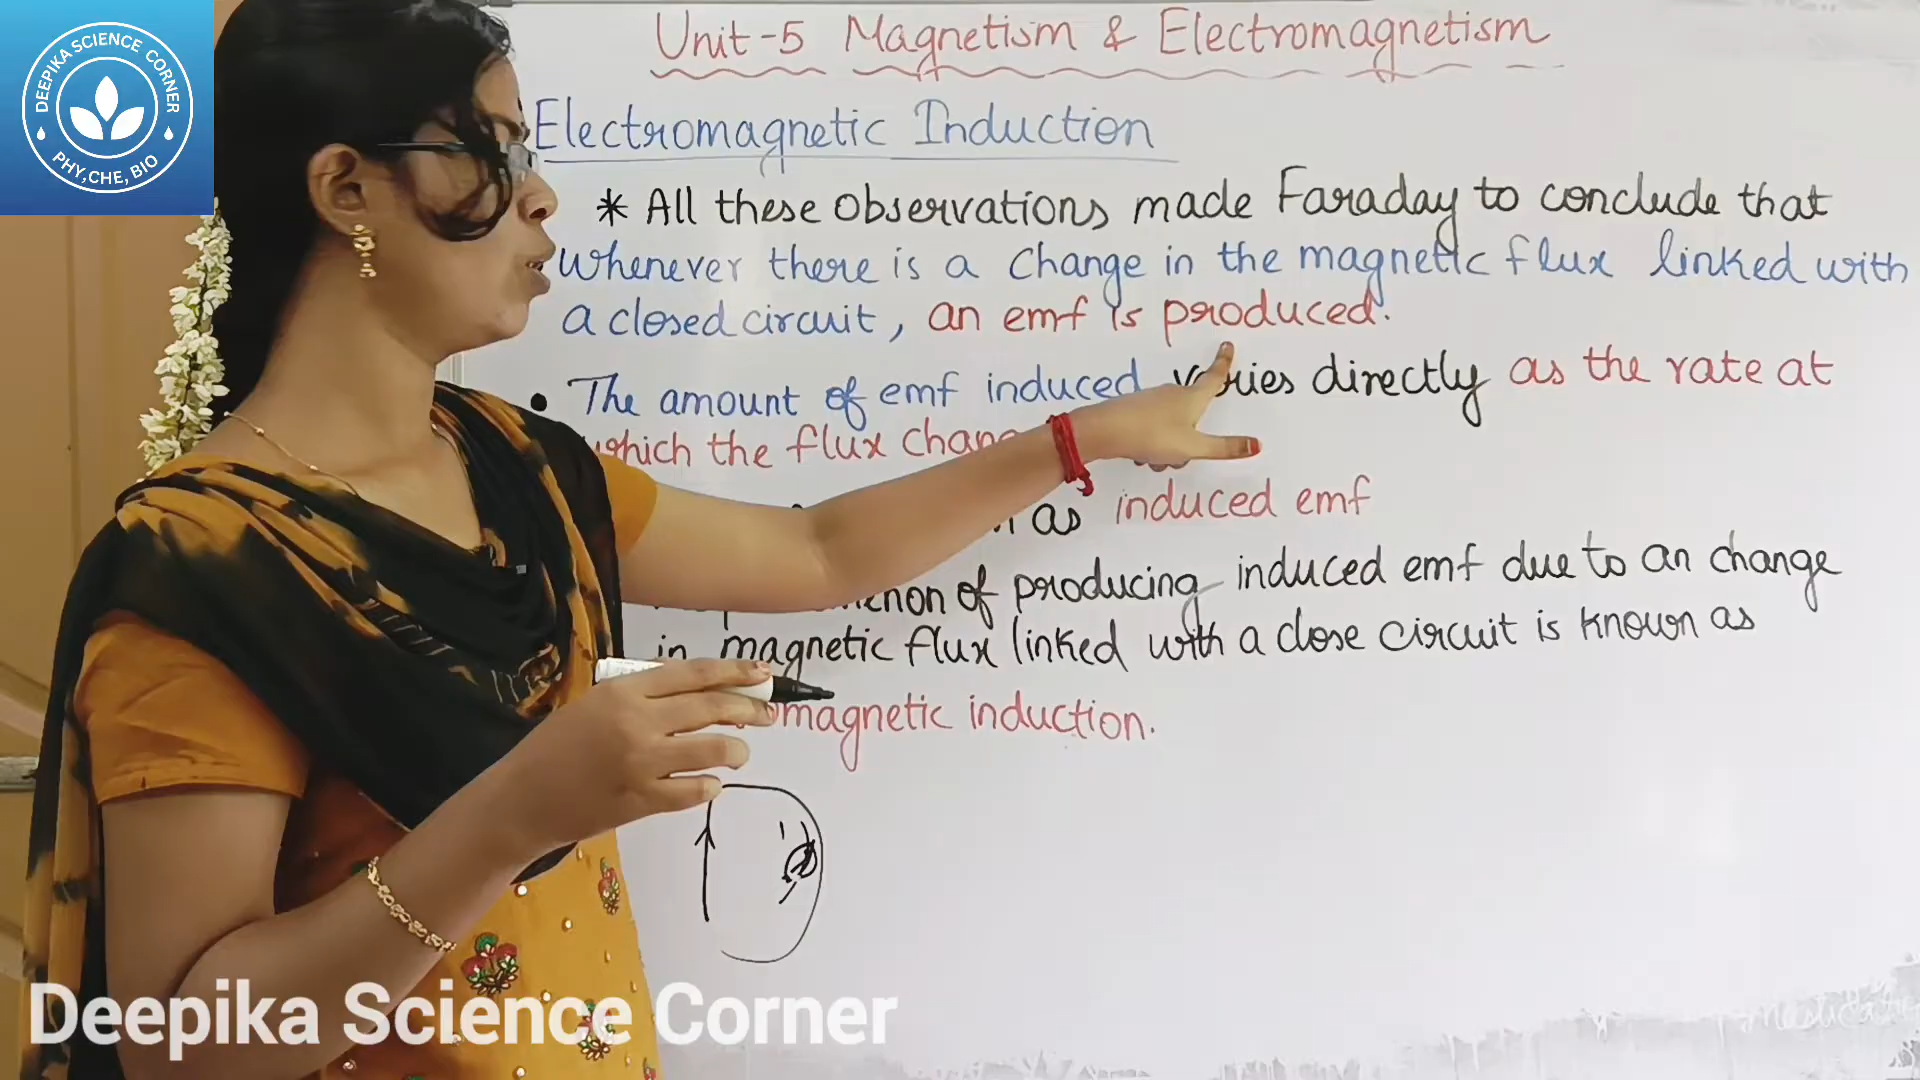 DEEPIKA SCIENCE CORNER
PHY, CHE, BIO
Unit-5 Magnetism & Electromagnetism
Electromagnetic Induction
* All these observations made Faraday to conclude that
whenever there is a change in the magnetic flux linked with
a closed circuit, an emf is produced.
• The amount of emf induced varies directly as the rate at
which the flux chan
as induced emf
enon of producing induced emf due to an change
in magnetic flux linked with a close circuit is known as
omagnetic induction.
Deepika Science Corner